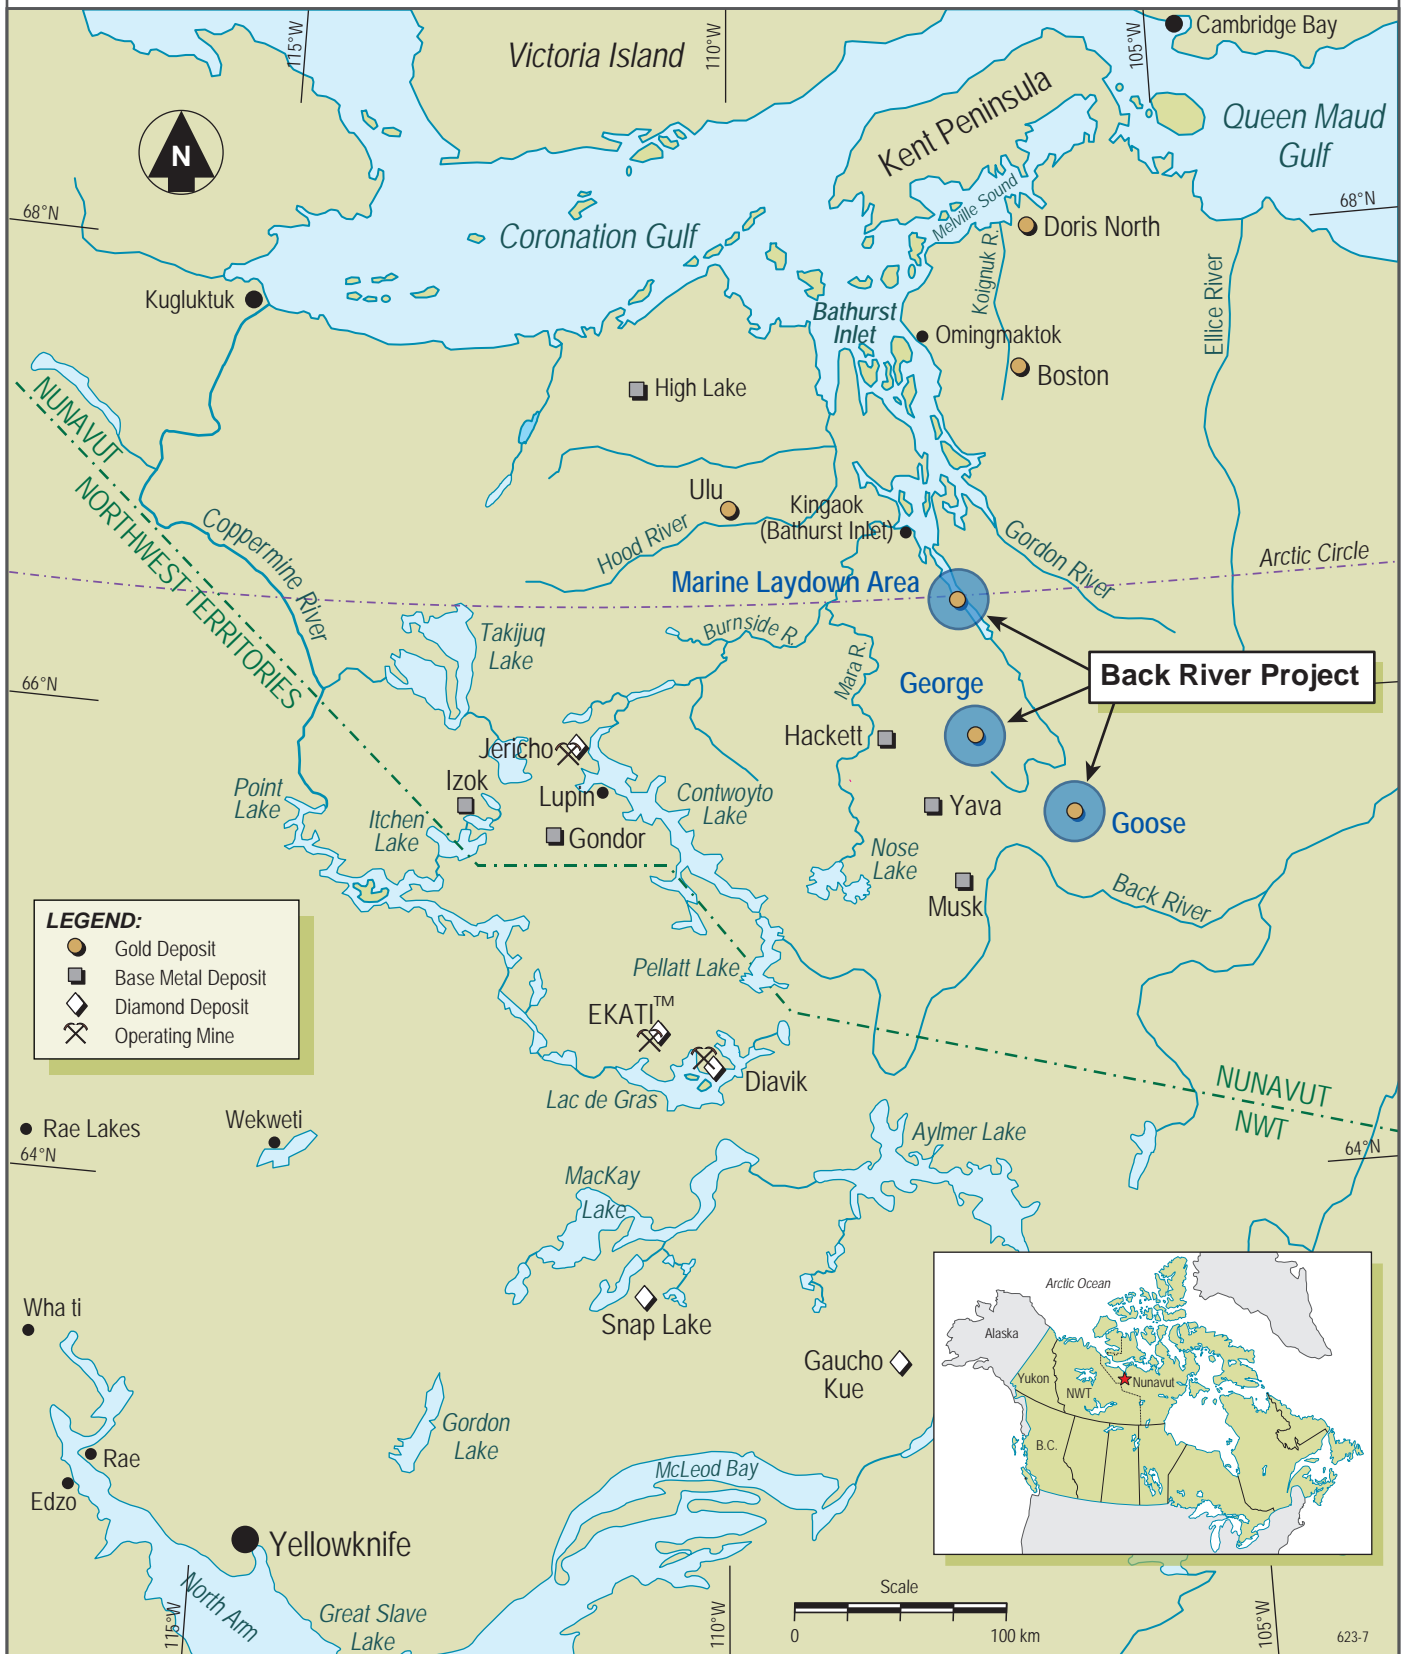 115°W
Victoria Island
110°W
105°W
Cambridge Bay
Kent Peninsula
Queen Maud
Gulf
N
68°N
68°N
Melville Sound
Doris North
Coronation Gulf
Koignuk R.
Ellice River
Kugluktuk
Bathurst
Inlet
Omingmaktok
Boston
High Lake
NUNAVUT
NORTHWEST TERRITORIES
Coppermine River
Ulu
Hood River
Kingaok
(Bathurst Inlet)
Gordon River
Arctic Circle
Marine Laydown Area
Takijuq
Lake
Burnside R.
Mara R.
66°N
George
Back River Project
Jericho
Hackett
Izok
Lupin
Contwoyto
Lake
Point
Lake
Itchen
Lake
Gondor
Yava
Goose
Nose
Lake
Musk
Back River
LEGEND:
Gold Deposit
Base Metal Deposit
Diamond Deposit
Operating Mine
Pellatt Lake
EKATI™
Diavik
Lac de Gras
NUNAVUT
NWT
Rae Lakes
Wekweti
Aylmer Lake
64°N
64°N
MacKay
Lake
Snap Lake
Wha ti
Gaucho
Kue
Arctic Ocean
Alaska
Yukon
NWT
Nunavut
B.C.
Gordon
Lake
Rae
Edzo
McLeod Bay
Yellowknife
North Arm
Great Slave
Lake
115°W
110°W
105°W
Scale
0
100 km
623-7